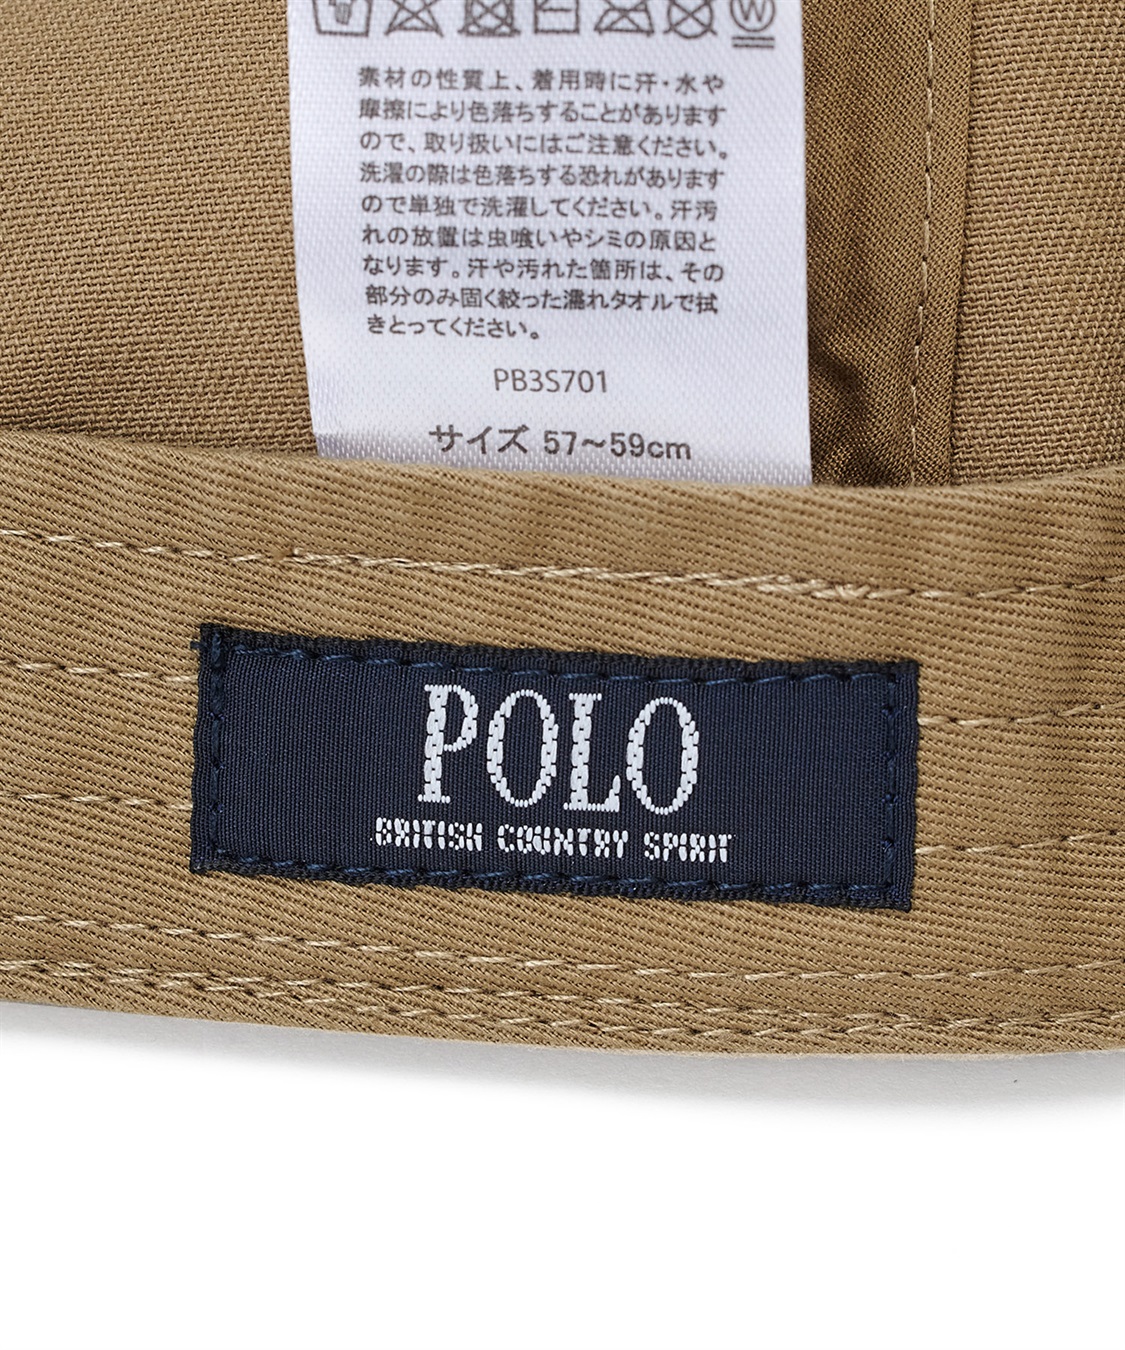 素材の性質上、着用時に汗・水や
摩擦により色落ちすることがあります
ので、取り扱いにはご注意ください。
洗濯の際は色落ちする恐れがあります
ので単独で洗濯してください。汗汚
れの放置は虫喰いやシミの原因と
なります。汗や汚れた箇所は、その
部分のみ固く絞った濡れタオルで拭
きとってください。
PB3S701
サイズ 57～59cm
POLO
BRITISH COUNTRY SPIRIT